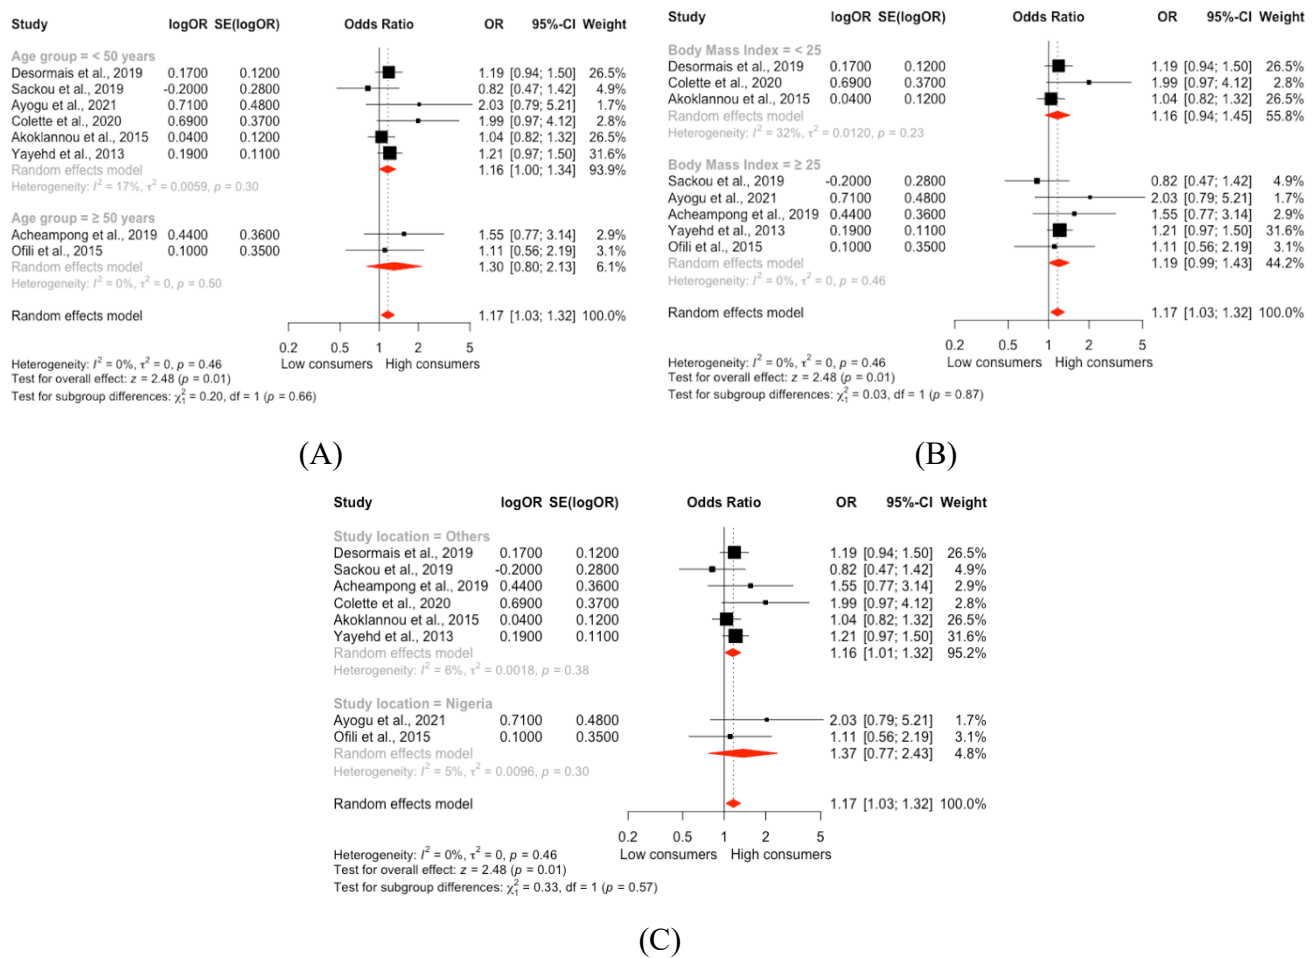 Study logOR SE(logOR) Odds Ratio OR 95%-CI Weight
Age group = < 50 years
Desormais et al., 2019 0.1700 0.1200 1.19 [0.94; 1.50] 26.5%
Sackou et al., 2019 -0.2000 0.2800 0.82 [0.47; 1.42] 4.9%
Ayogu et al., 2021 0.7100 0.4800 2.03 [0.79; 5.21] 1.7%
Colette et al., 2020 0.6900 0.3700 1.99 [0.97; 4.12] 2.8%
Akoklannou et al., 2015 0.0400 0.1200 1.04 [0.82; 1.32] 26.5%
Yayehd et al., 2013 0.1900 0.1100 1.21 [0.97; 1.50] 31.6%
Random effects model 1.16 [1.00; 1.34] 93.9%
Heterogeneity: I² = 17%, τ² = 0.0059, p = 0.30
Age group = ≥ 50 years
Acheampong et al., 2019 0.4400 0.3600 1.55 [0.77; 3.14] 2.9%
Ofili et al., 2015 0.1000 0.3500 1.11 [0.56; 2.19] 3.1%
Random effects model 1.30 [0.80; 2.13] 6.1%
Heterogeneity: I² = 0%, τ² = 0, p = 0.50
Random effects model 1.17 [1.03; 1.32] 100.0%
0.2 0.5 1 2 5
Low consumers High consumers
Heterogeneity: I² = 0%, τ² = 0, p = 0.46
Test for overall effect: z = 2.48 (p = 0.01)
Test for subgroup differences: χ²₁ = 0.20, df = 1 (p = 0.66)
(A)
Study logOR SE(logOR) Odds Ratio OR 95%-CI Weight
Body Mass Index = < 25
Desormais et al., 2019 0.1700 0.1200 1.19 [0.94; 1.50] 26.5%
Colette et al., 2020 0.6900 0.3700 1.99 [0.97; 4.12] 2.8%
Akoklannou et al., 2015 0.0400 0.1200 1.04 [0.82; 1.32] 26.5%
Random effects model 1.16 [0.94; 1.45] 55.8%
Heterogeneity: I² = 32%, τ² = 0.0120, p = 0.23
Body Mass Index = ≥ 25
Sackou et al., 2019 -0.2000 0.2800 0.82 [0.47; 1.42] 4.9%
Ayogu et al., 2021 0.7100 0.4800 2.03 [0.79; 5.21] 1.7%
Acheampong et al., 2019 0.4400 0.3600 1.55 [0.77; 3.14] 2.9%
Yayehd et al., 2013 0.1900 0.1100 1.21 [0.97; 1.50] 31.6%
Ofili et al., 2015 0.1000 0.3500 1.11 [0.56; 2.19] 3.1%
Random effects model 1.19 [0.99; 1.43] 44.2%
Heterogeneity: I² = 0%, τ² = 0, p = 0.46
Random effects model 1.17 [1.03; 1.32] 100.0%
0.2 0.5 1 2 5
Low consumers High consumers
Heterogeneity: I² = 0%, τ² = 0, p = 0.46
Test for overall effect: z = 2.48 (p = 0.01)
Test for subgroup differences: χ²₁ = 0.03, df = 1 (p = 0.87)
(B)
Study logOR SE(logOR) Odds Ratio OR 95%-CI Weight
Study location = Others
Desormais et al., 2019 0.1700 0.1200 1.19 [0.94; 1.50] 26.5%
Sackou et al., 2019 -0.2000 0.2800 0.82 [0.47; 1.42] 4.9%
Acheampong et al., 2019 0.4400 0.3600 1.55 [0.77; 3.14] 2.9%
Colette et al., 2020 0.6900 0.3700 1.99 [0.97; 4.12] 2.8%
Akoklannou et al., 2015 0.0400 0.1200 1.04 [0.82; 1.32] 26.5%
Yayehd et al., 2013 0.1900 0.1100 1.21 [0.97; 1.50] 31.6%
Random effects model 1.16 [1.01; 1.32] 95.2%
Heterogeneity: I² = 6%, τ² = 0.0018, p = 0.38
Study location = Nigeria
Ayogu et al., 2021 0.7100 0.4800 2.03 [0.79; 5.21] 1.7%
Ofili et al., 2015 0.1000 0.3500 1.11 [0.56; 2.19] 3.1%
Random effects model 1.37 [0.77; 2.43] 4.8%
Heterogeneity: I² = 5%, τ² = 0.0096, p = 0.30
Random effects model 1.17 [1.03; 1.32] 100.0%
0.2 0.5 1 2 5
Low consumers High consumers
Heterogeneity: I² = 0%, τ² = 0, p = 0.46
Test for overall effect: z = 2.48 (p = 0.01)
Test for subgroup differences: χ²₁ = 0.33, df = 1 (p = 0.57)
(C)